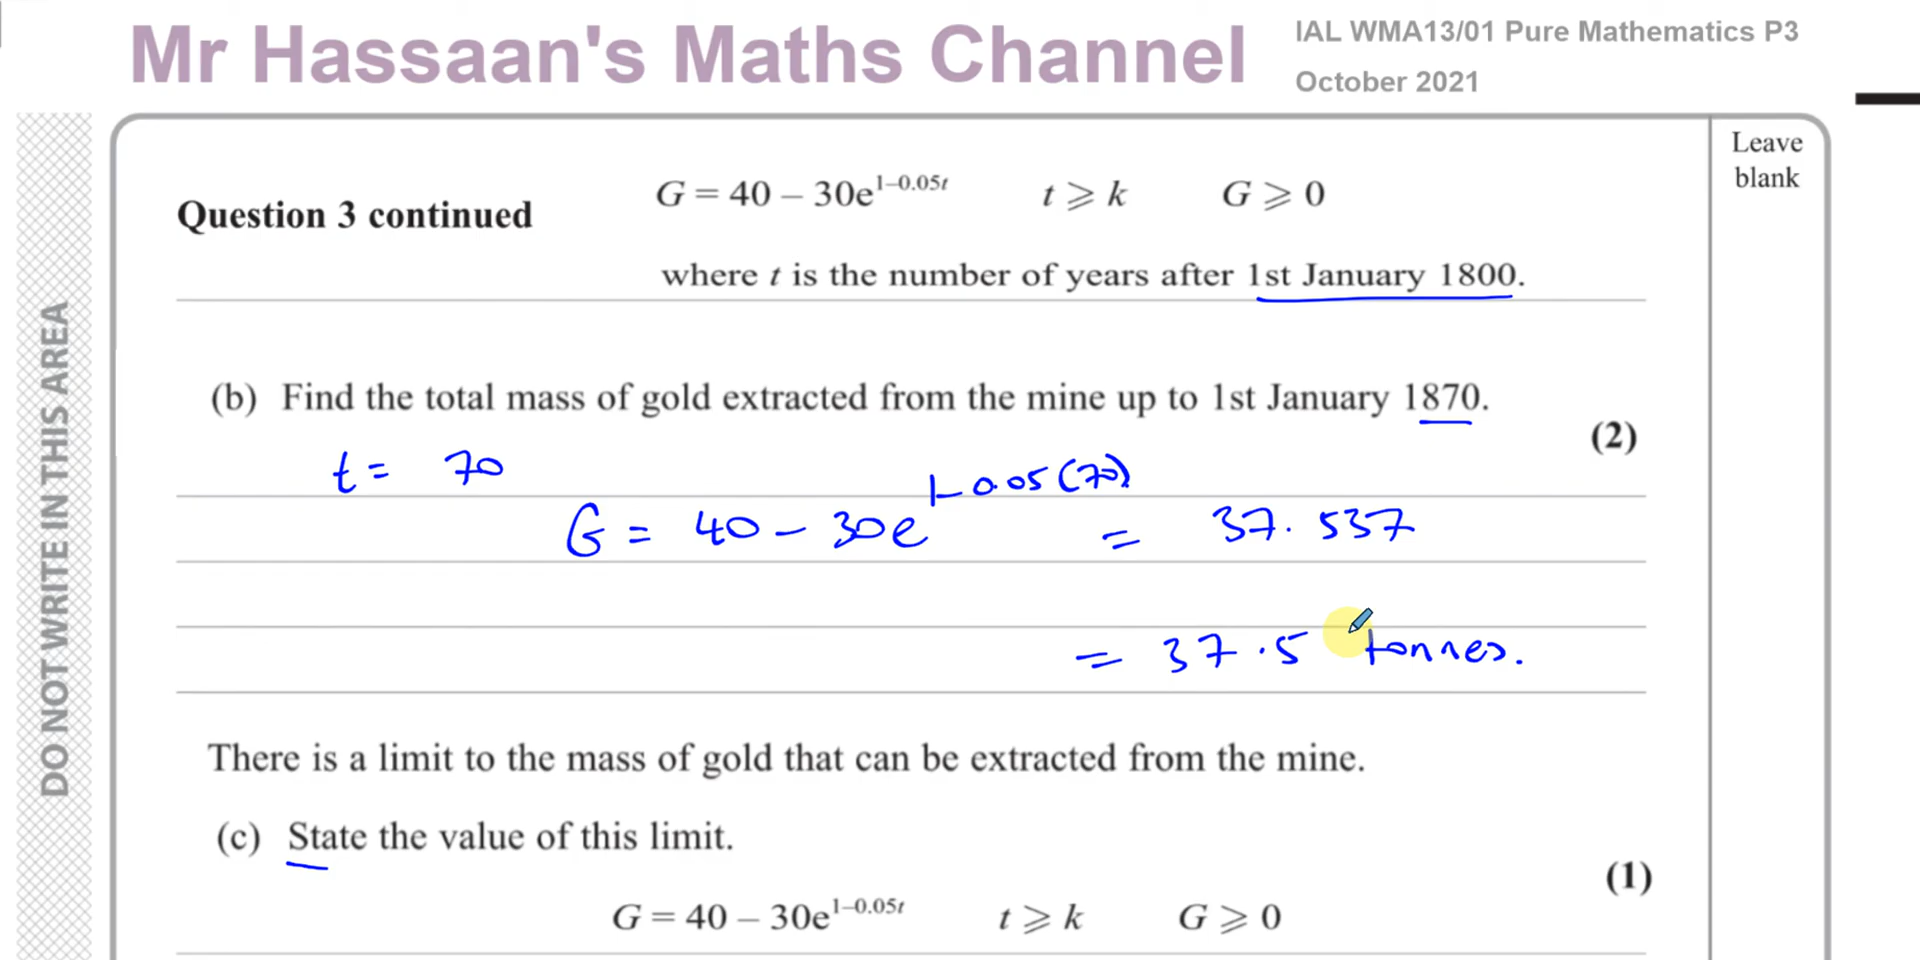 Mr Hassaan's Maths Channel
IAL WMA13/01 Pure Mathematics P3
October 2021
Leave
blank
DO NOT WRITE IN THIS AREA
Question 3 continued
G = 40 – 30e^{1–0.05t} t ⩾ k G ⩾ 0
where t is the number of years after 1st January 1800.
(b) Find the total mass of gold extracted from the mine up to 1st January 1870.
(2)
t = 70
G = 40 – 30e^{1-0.05(70)} = 37.537
= 37.5 tonnes.
There is a limit to the mass of gold that can be extracted from the mine.
(c) State the value of this limit.
(1)
G = 40 – 30e^{1–0.05t} t ⩾ k G ⩾ 0